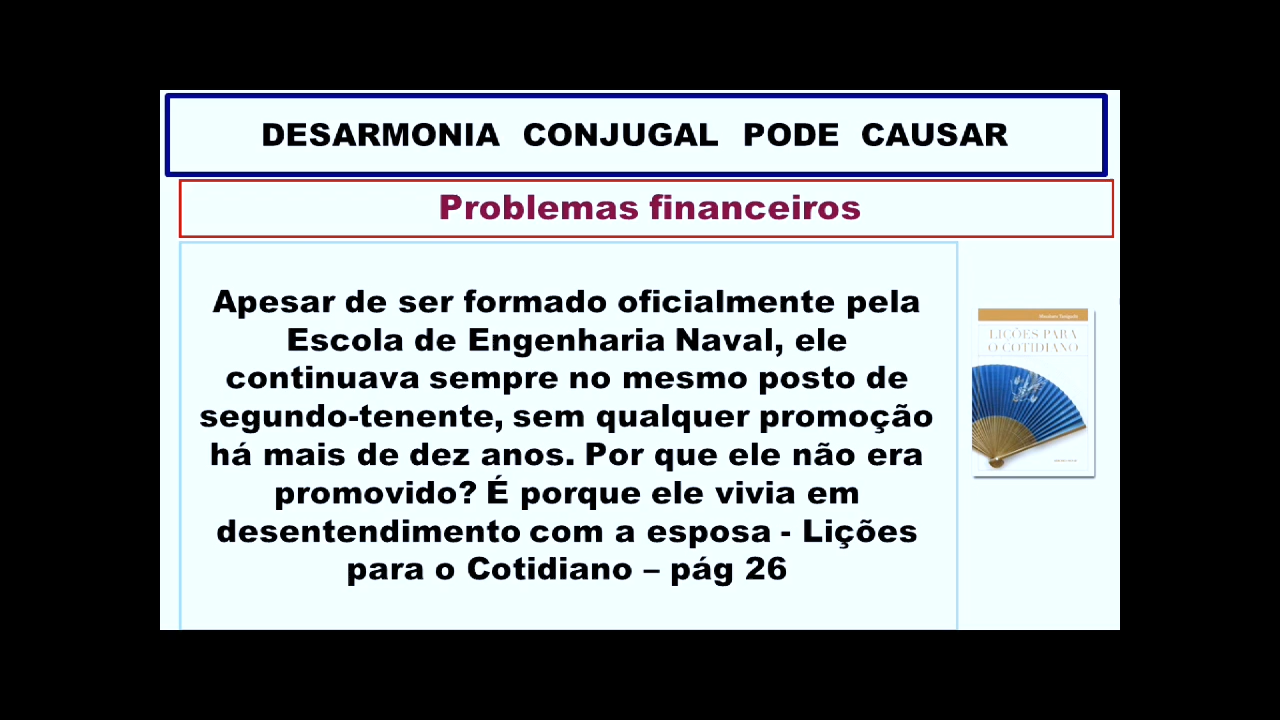 DESARMONIA CONJUGAL PODE CAUSAR
Problemas financeiros
Apesar de ser formado oficialmente pela
Escola de Engenharia Naval, ele
continuava sempre no mesmo posto de
segundo-tenente, sem qualquer promoção
há mais de dez anos. Por que ele não era
promovido? É porque ele vivia em
desentendimento com a esposa - Lições
para o Cotidiano – pág 26
LIÇÕES PARA
O COTIDIANO